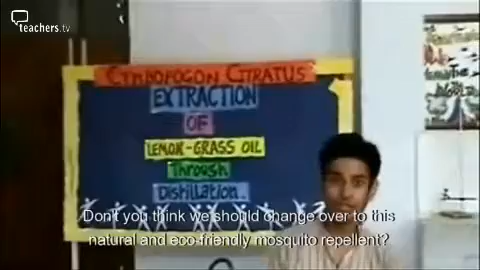 teachers.tv
CYMBOPOGON CITRATUS
EXTRACTION
OF
LEMON-GRASS OIL
THROUGH
DISTILLATION.
Don't you think we should change over to this
natural and eco-friendly mosquito repellent?